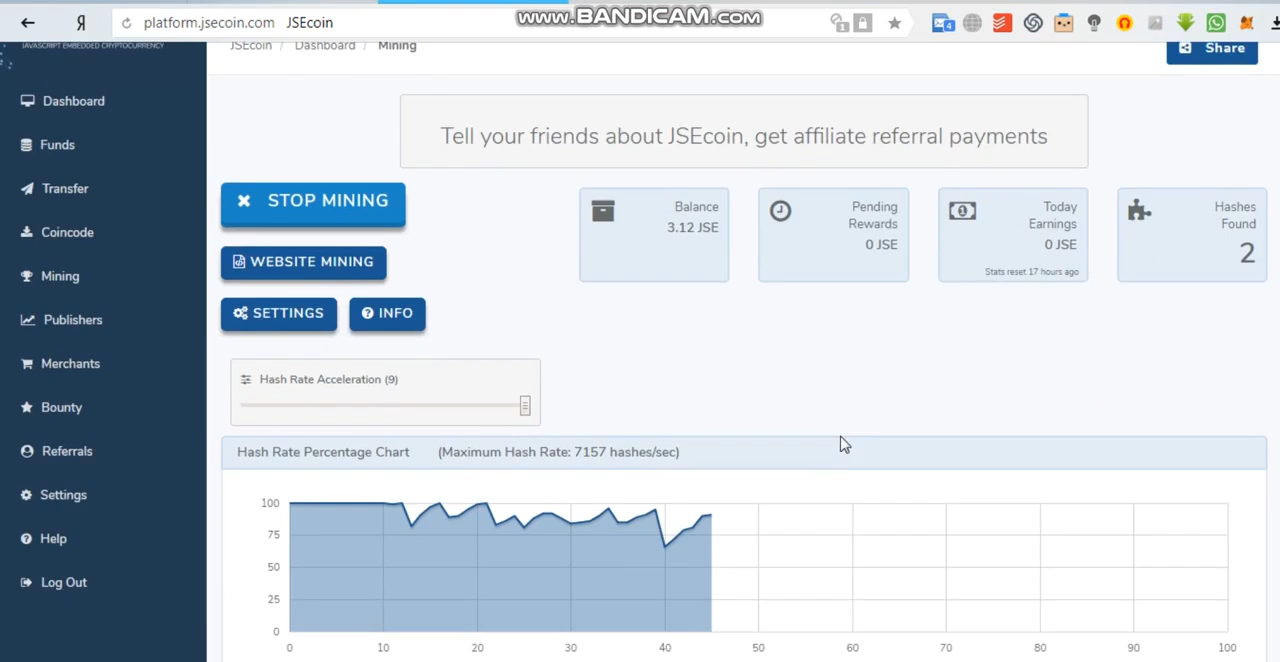 platform.jsecoin.com JSEcoin
www.BANDICAM.com
JAVASCRIPT EMBEDDED CRYPTOCURRENCY
JSEcoin / Dashboard / Mining
Share
Dashboard
Funds
Transfer
Coincode
Mining
Publishers
Merchants
Bounty
Referrals
Settings
Help
Log Out
Tell your friends about JSEcoin, get affiliate referral payments
STOP MINING
WEBSITE MINING
SETTINGS
INFO
Balance
3.12 JSE
Pending
Rewards
0 JSE
Today
Earnings
0 JSE
Stats reset 17 hours ago
Hashes
Found
2
Hash Rate Acceleration (9)
Hash Rate Percentage Chart (Maximum Hash Rate: 7157 hashes/sec)
100
75
50
25
0
0 10 20 30 40 50 60 70 80 90 100